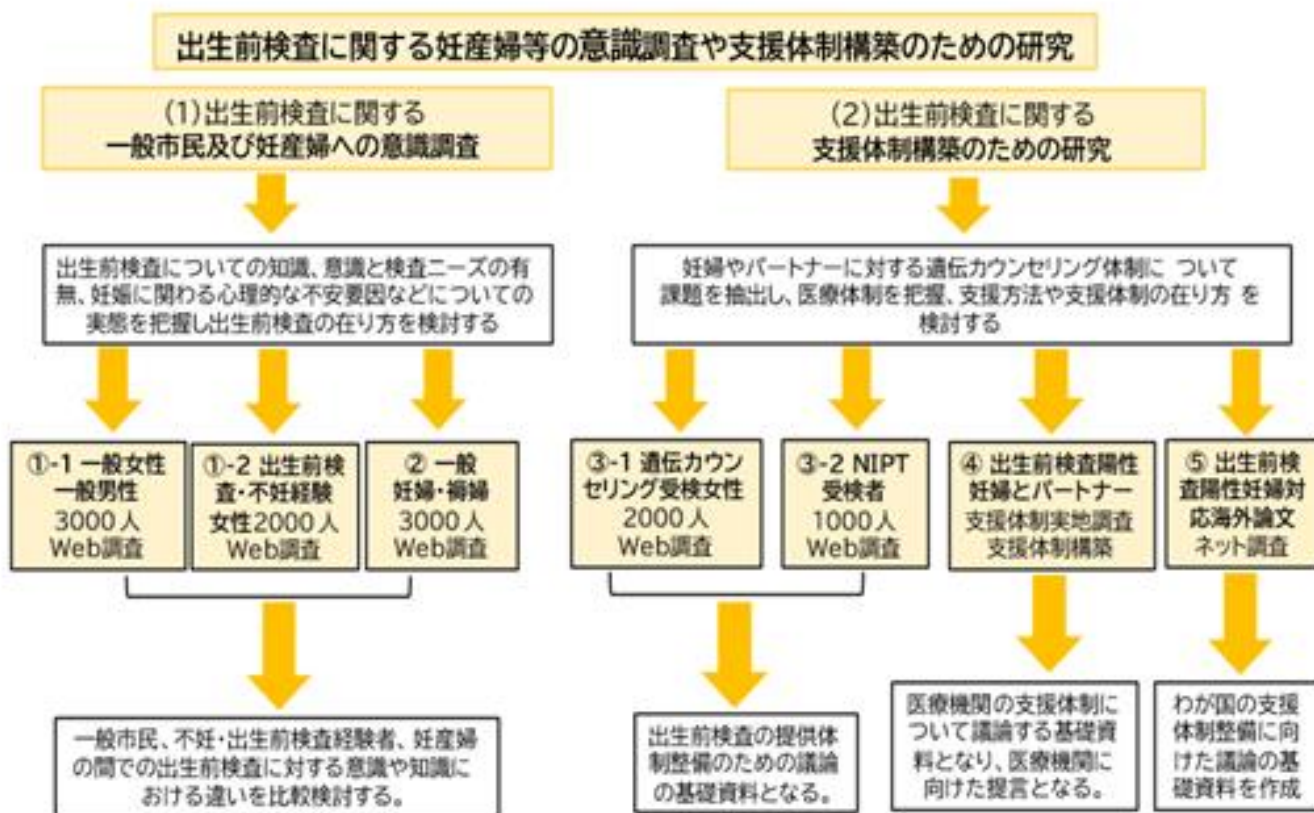 出生前検査に関する妊産婦等の意識調査や支援体制構築のための研究
(1)出生前検査に関する
一般市民及び妊産婦への意識調査
(2)出生前検査に関する
支援体制構築のための研究
出生前検査についての知識、意識と検査ニーズの有
無、妊娠に関わる心理的な不安要因などについての
実態を把握し出生前検査の在り方を検討する
妊婦やパートナーに対する遺伝カウンセリング体制に ついて
課題を抽出し、医療体制を把握、支援方法や支援体制の在り方 を
検討する
①-1 一般女性
一般男性
3000人
Web調査
①-2 出生前検
査・不妊経験
女性2000人
Web調査
② 一般
妊婦・褥婦
3000人
Web調査
③-1 遺伝カウン
セリング受検女性
2000人
Web調査
③-2 NIPT
受検者
1000人
Web調査
④ 出生前検査陽性
妊婦とパートナー
支援体制実地調査
支援体制構築
⑤ 出生前検
査陽性妊婦対
応海外論文
ネット調査
一般市民、不妊・出生前検査経験者、妊産婦
の間での出生前検査に対する意識や知識に
おける違いを比較検討する。
出生前検査の提供体
制整備のための議論
の基礎資料となる。
医療機関の支援体制に
ついて議論する基礎資
料となり、医療機関に
向けた提言となる。
わが国の支援
体制整備に向
けた議論の基
礎資料を作成